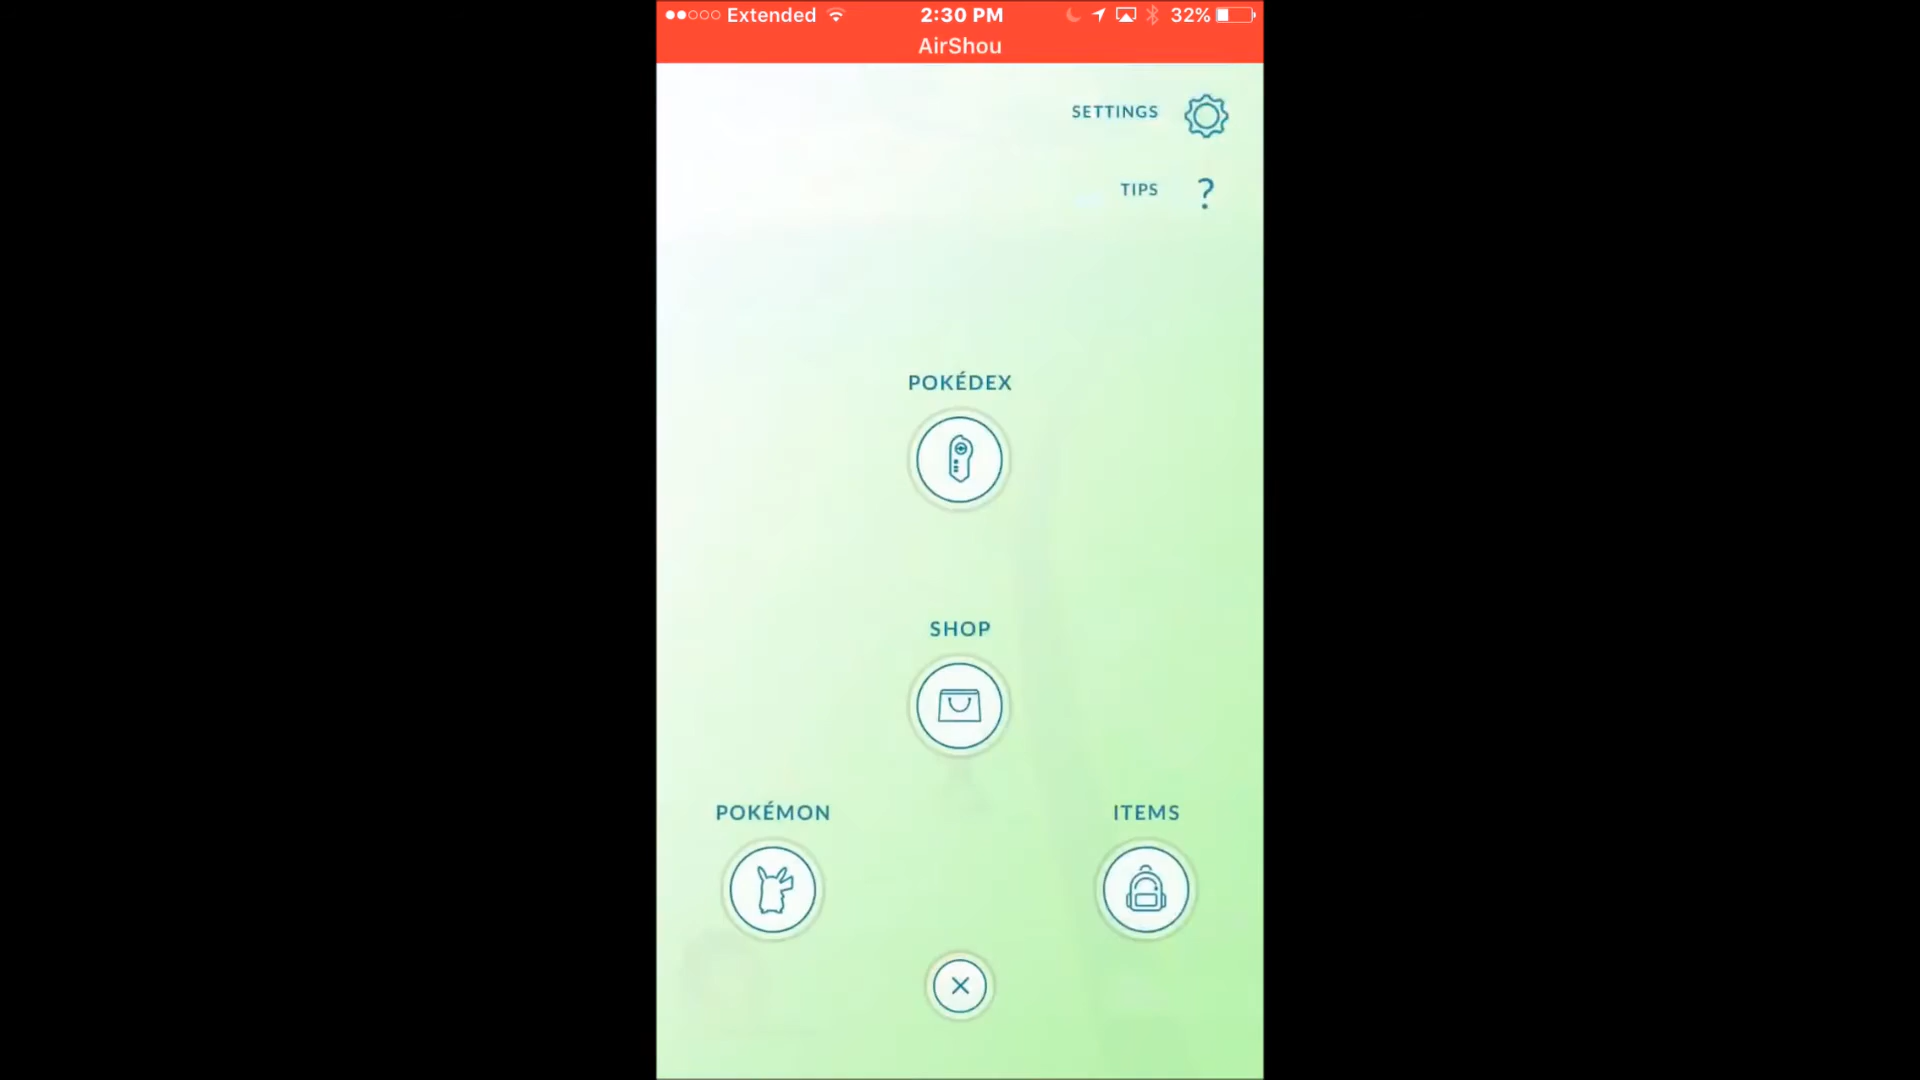 Extended 2:30 PM 32%
AirShou
SETTINGS
TIPS ?
POKÉDEX
SHOP
POKÉMON ITEMS